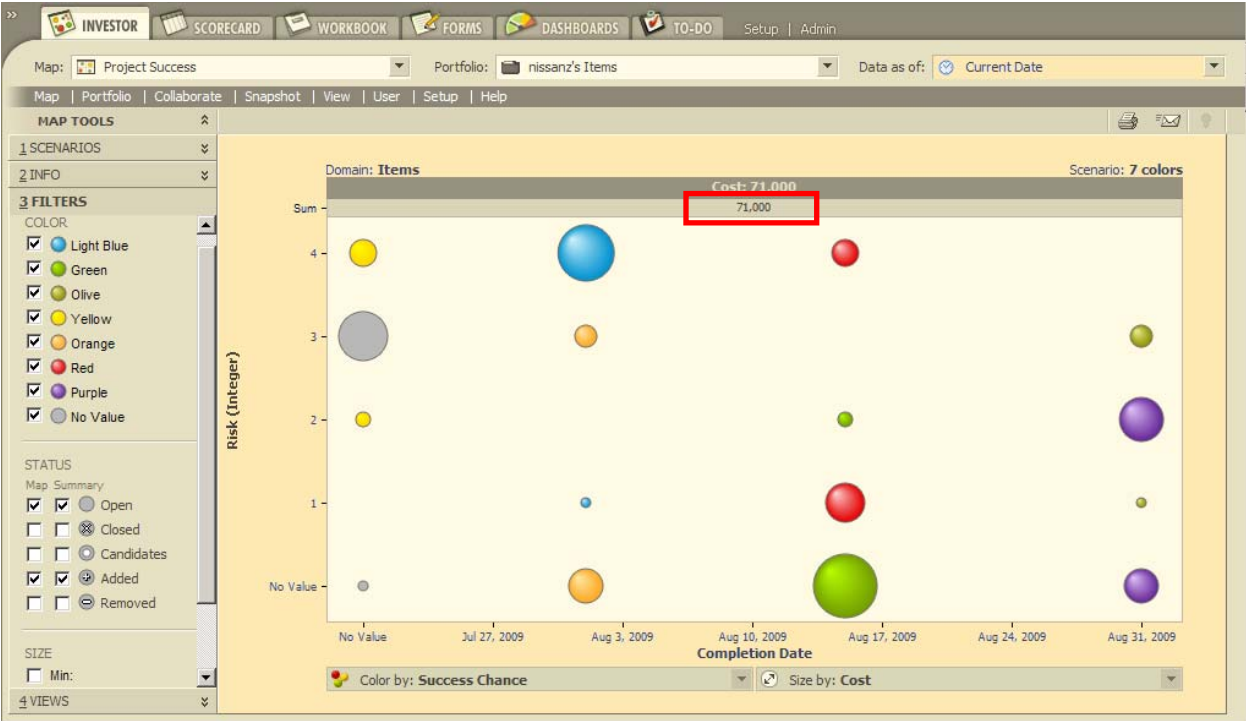 »
INVESTOR SCORECARD WORKBOOK FORMS DASHBOARDS TO-DO Setup | Admin
Map: Project Success Portfolio: nissanz's Items Data as of: Current Date
Map | Portfolio | Collaborate | Snapshot | View | User | Setup | Help
MAP TOOLS
1 SCENARIOS
2 INFO
3 FILTERS
COLOR
Light Blue
Green
Olive
Yellow
Orange
Red
Purple
No Value
STATUS
Map Summary
Open
Closed
Candidates
Added
Removed
SIZE
Min:
4 VIEWS
Domain: Items Scenario: 7 colors
Cost: 71,000
Sum 71,000
4
3
2
1
No Value
Risk (Integer)
No Value Jul 27, 2009 Aug 3, 2009 Aug 10, 2009 Aug 17, 2009 Aug 24, 2009 Aug 31, 2009
Completion Date
Color by: Success Chance Size by: Cost